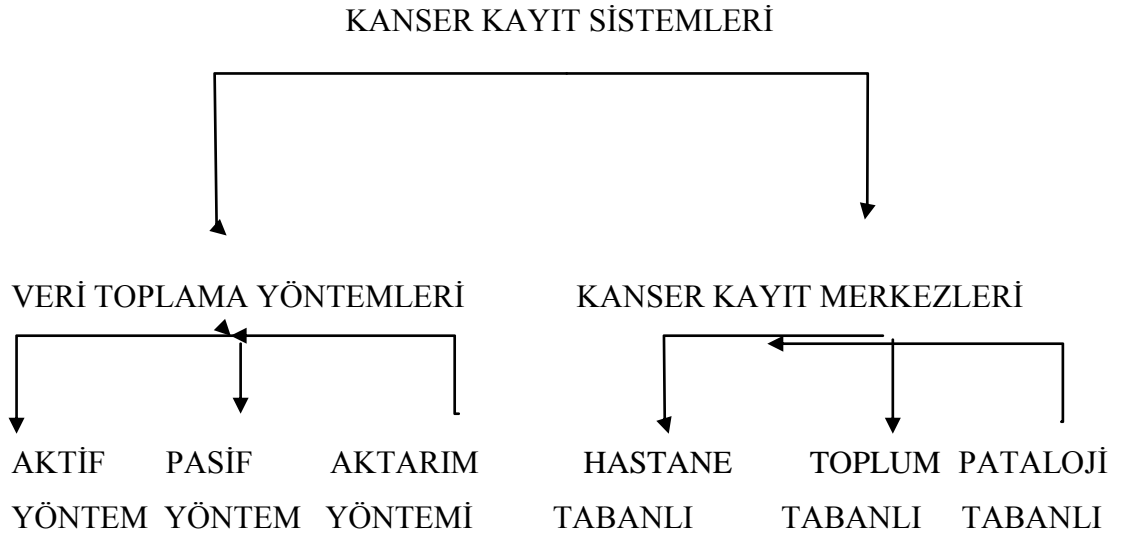 KANSER KAYIT SİSTEMLERİ
VERİ TOPLAMA YÖNTEMLERİ KANSER KAYIT MERKEZLERİ
AKTİF PASİF AKTARIM HASTANE TOPLUM PATALOJİ
YÖNTEM YÖNTEM YÖNTEMİ TABANLI TABANLI TABANLI